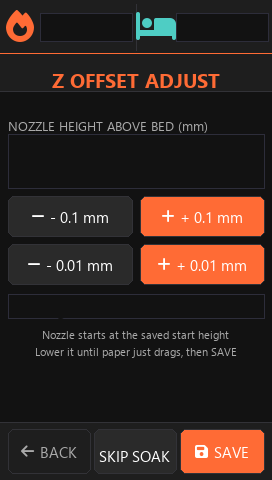 Z OFFSET ADJUST
NOZZLE HEIGHT ABOVE BED (mm)
- 0.1 mm
+ 0.1 mm
- 0.01 mm
+ 0.01 mm
Nozzle starts at the saved start height
Lower it until paper just drags, then SAVE
BACK
SKIP SOAK
SAVE